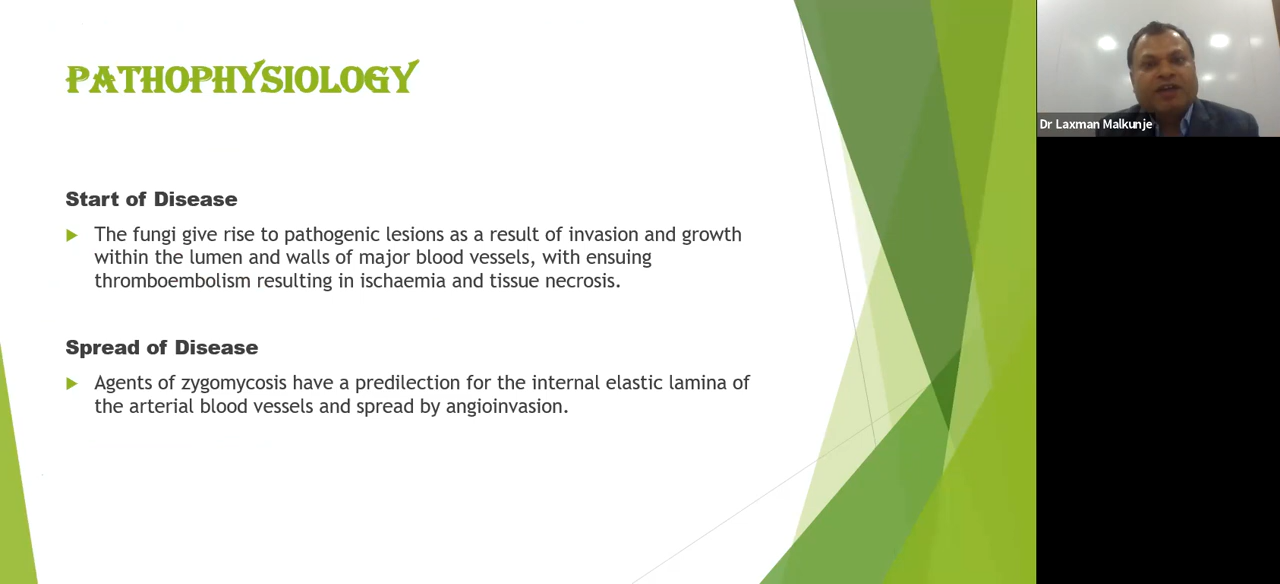 PATHOPHYSIOLOGY
Start of Disease
The fungi give rise to pathogenic lesions as a result of invasion and growth
within the lumen and walls of major blood vessels, with ensuing
thromboembolism resulting in ischaemia and tissue necrosis.
Spread of Disease
Agents of zygomycosis have a predilection for the internal elastic lamina of
the arterial blood vessels and spread by angioinvasion.
Dr Laxman Malkunje